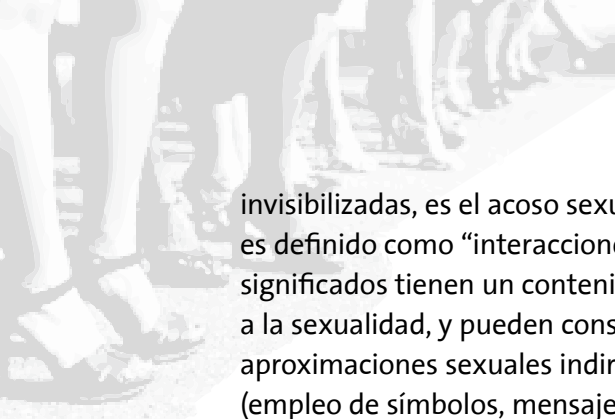 invisibilizadas, es el acoso
es definido como “
significados tienen un
a la sexualidad, y pueden
aproximaciones sexuales
(empleo de símbolos,